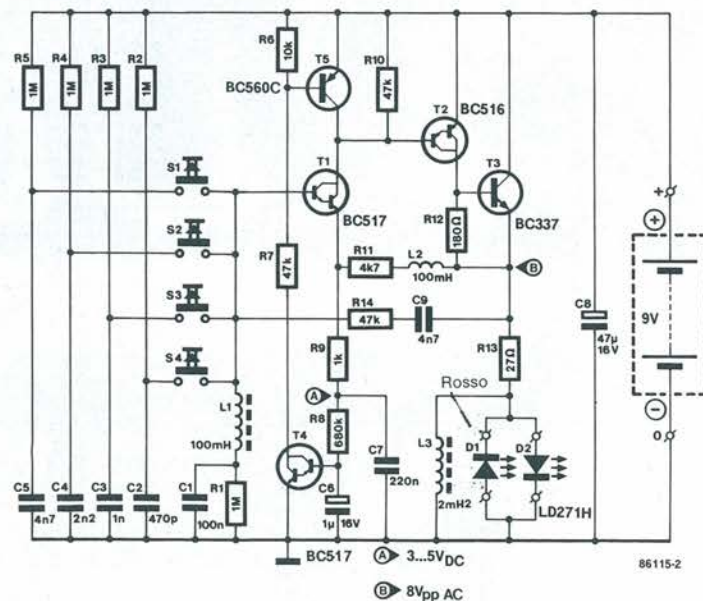 R5
1M
R4
1M
R3
1M
R2
1M
R6
10k
T5
BC560C
R10
47k
T2
BC516
T3
BC337
S1
T1
BC517
R12
180Ω
S2
R7
47k
R11
4k7
L2
100mH
B
S3
R14
47k
C9
4n7
C8
47µ
16V
+
+
9V
−
0
S4
R9
1k
R13
27Ω
A
Rosso
L1
100mH
R8
680k
T4
C7
220n
L3
2mH2
D1
D2
LD271H
C5
4n7
C4
2n2
C3
1n
C2
470p
C1
100n
R1
1M
C6
1µ 16V
BC517
A 3...5VDC
B 8Vpp AC
86115-2